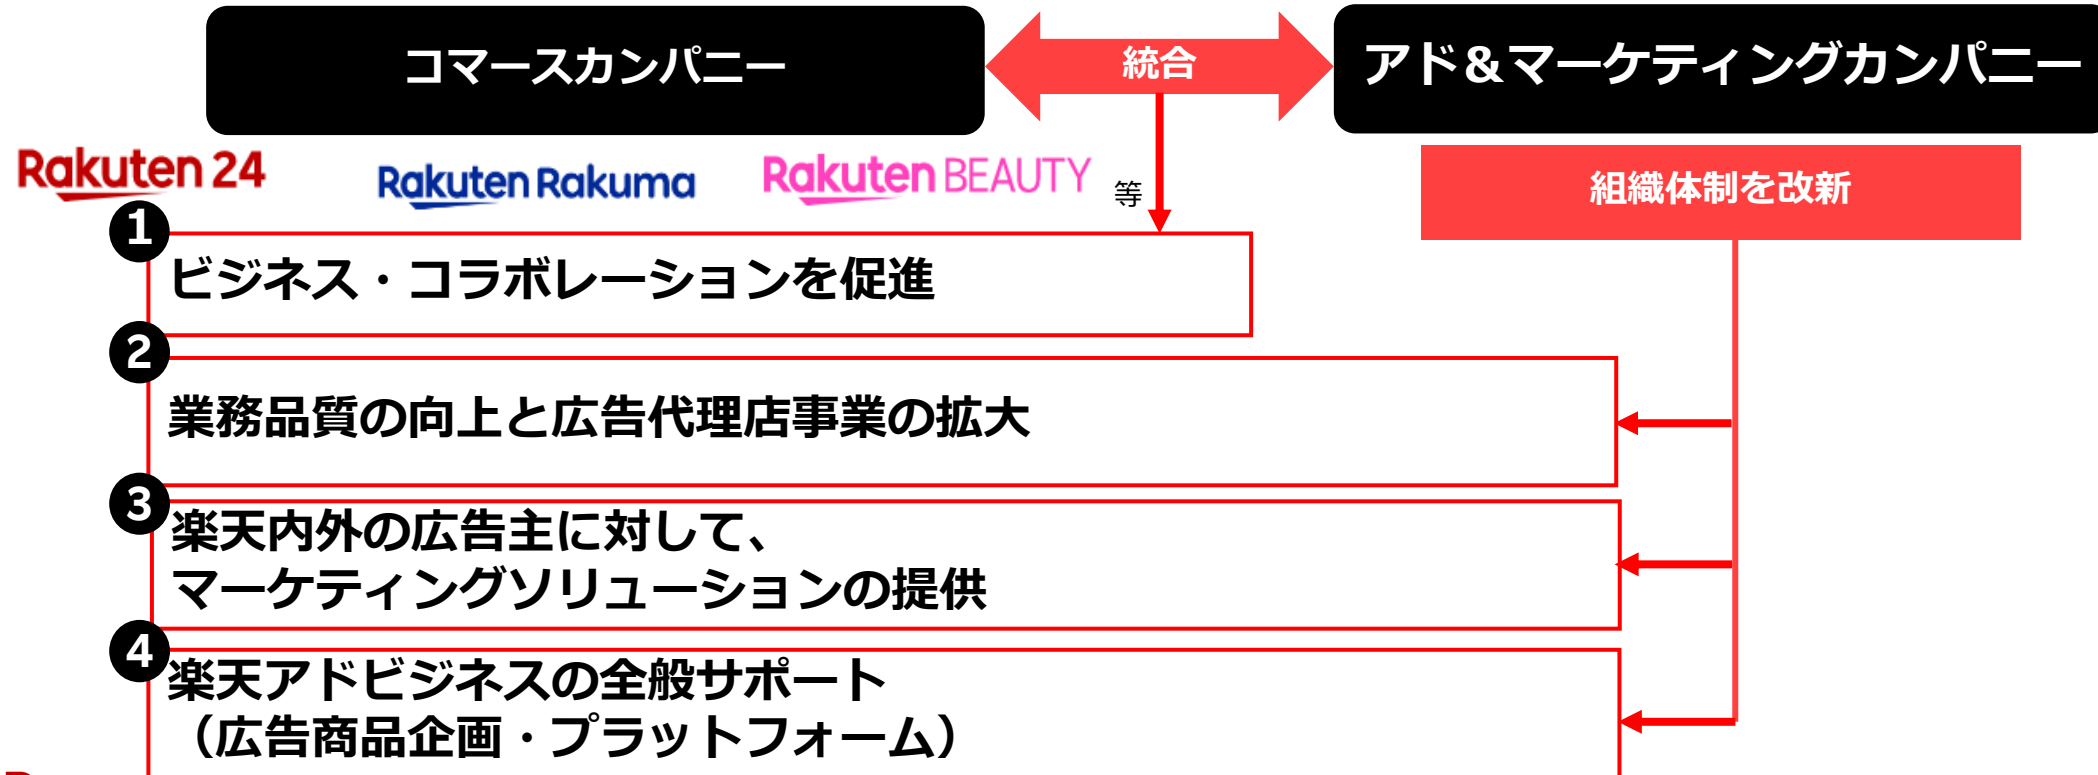 コマースカンパニー
統合
アド&マーケティングカンパニー
Rakuten 24
Rakuten Rakuma
Rakuten BEAUTY
等
組織体制を改新
1
ビジネス・コラボレーションを促進
2
業務品質の向上と広告代理店事業の拡大
3
楽天内外の広告主に対して、
マーケティングソリューションの提供
4
楽天アドビジネスの全般サポート
（広告商品企画・プラットフォーム）